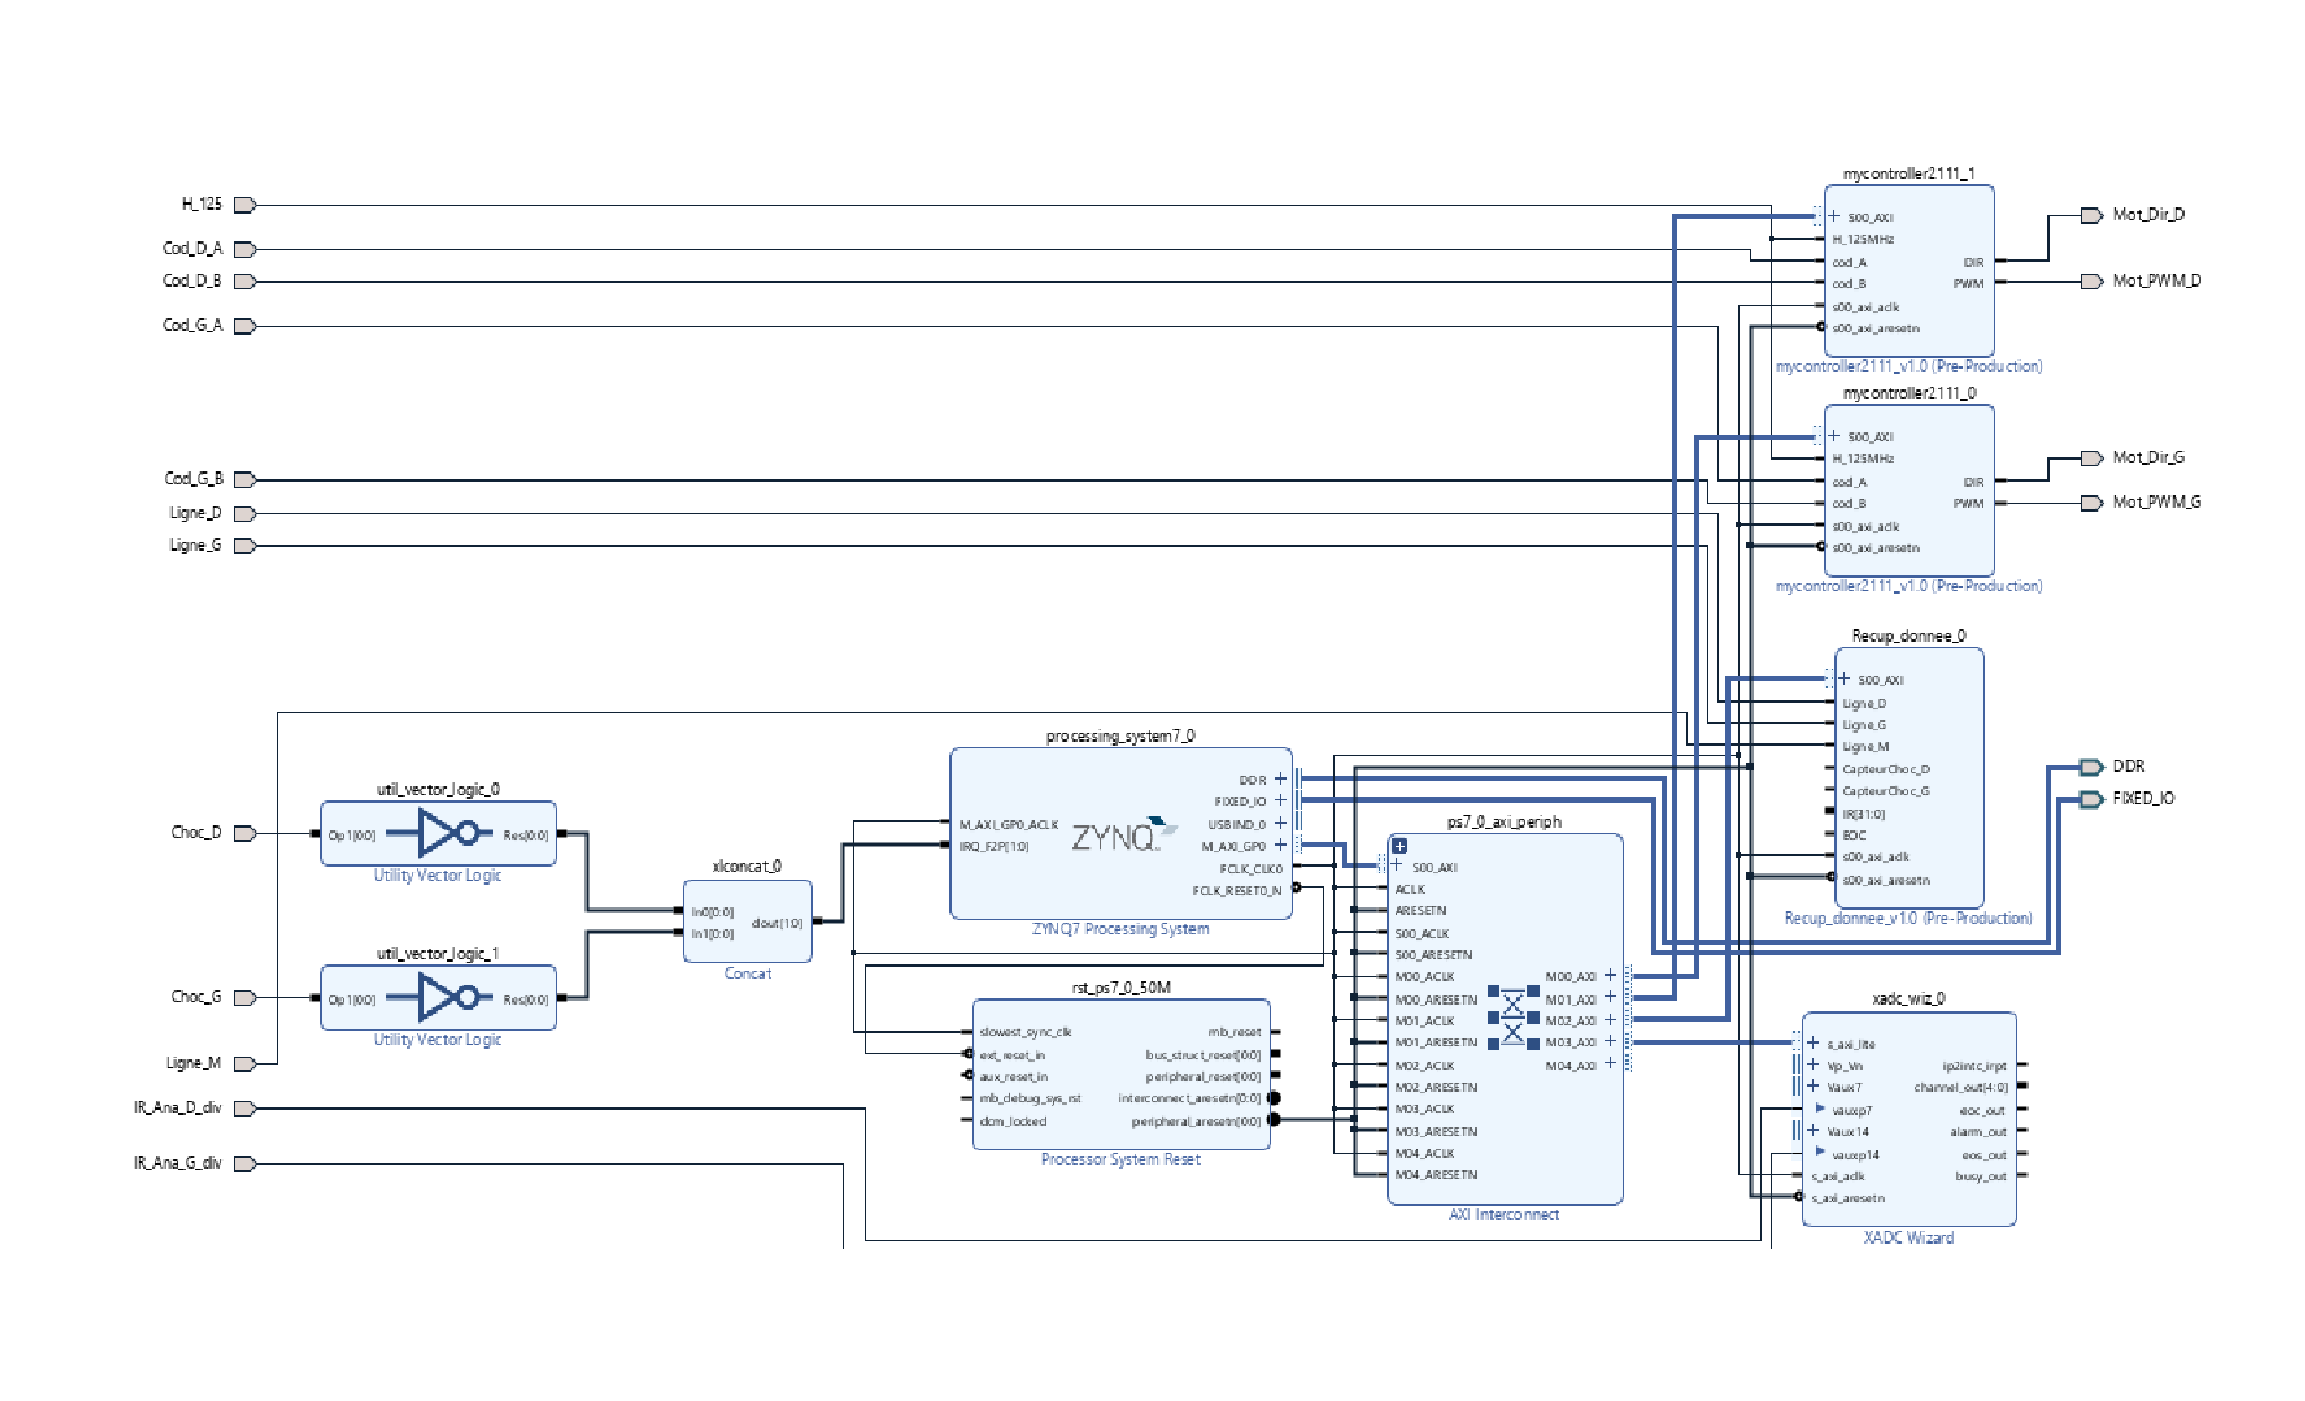 H_125
Cod_D_A
Cod_D_B
Cod_G_A
Cod_G_B
Ligne_D
Ligne_G
Choc_D
Choc_G
Ligne_M
IR_Ana_D_div
IR_Ana_G_div
util_vector_logic_0
Op1[0:0]
Res[0:0]
Utility Vector Logic
util_vector_logic_1
Op1[0:0]
Res[0:0]
Utility Vector Logic
xlconcat_0
In0[0:0]
In1[0:0]
dout[1:0]
Concat
processing_system7_0
M_AXI_GP0_ACLK
IRQ_F2P[1:0]
ZYNQ
DDR
FIXED_IO
USBIND_0
M_AXI_GP0
FCLK_CLK0
FCLK_RESET0_N
ZYNQ7 Processing System
rst_ps7_0_50M
slowest_sync_clk
ext_reset_in
aux_reset_in
mb_debug_sys_rst
dcm_locked
mb_reset
bus_struct_reset[0:0]
peripheral_reset[0:0]
interconnect_aresetn[0:0]
peripheral_aresetn[0:0]
Processor System Reset
ps7_0_axi_periph
S00_AXI
ACLK
ARESETN
S00_ACLK
S00_ARESETN
M00_ACLK
M00_ARESETN
M01_ACLK
M01_ARESETN
M02_ACLK
M02_ARESETN
M03_ACLK
M03_ARESETN
M04_ACLK
M04_ARESETN
M00_AXI
M01_AXI
M02_AXI
M03_AXI
M04_AXI
AXI Interconnect
mycontroller2111_1
S00_AXI
H_125MHz
cod_A
cod_B
s00_axi_aclk
s00_axi_aresetn
DIR
PWM
mycontroller2111_v1.0 (Pre-Production)
mycontroller2111_0
S00_AXI
H_125MHz
cod_A
cod_B
s00_axi_aclk
s00_axi_aresetn
DIR
PWM
mycontroller2111_v1.0 (Pre-Production)
Recup_donnee_0
S00_AXI
Ligne_D
Ligne_G
Ligne_M
CapteurChoc_D
CapteurChoc_G
IR[31:0]
EOC
s00_axi_aclk
s00_axi_aresetn
Recup_donnee_v1.0 (Pre-Production)
xadc_wiz_0
s_axi_lite
Vp_Vn
Vaux7
vauxp7
Vaux14
vauxp14
s_axi_aclk
s_axi_aresetn
ip2intc_irpt
channel_out[4:0]
eoc_out
alarm_out
eos_out
busy_out
XADC Wizard
Mot_Dir_D
Mot_PWM_D
Mot_Dir_G
Mot_PWM_G
DDR
FIXED_IO